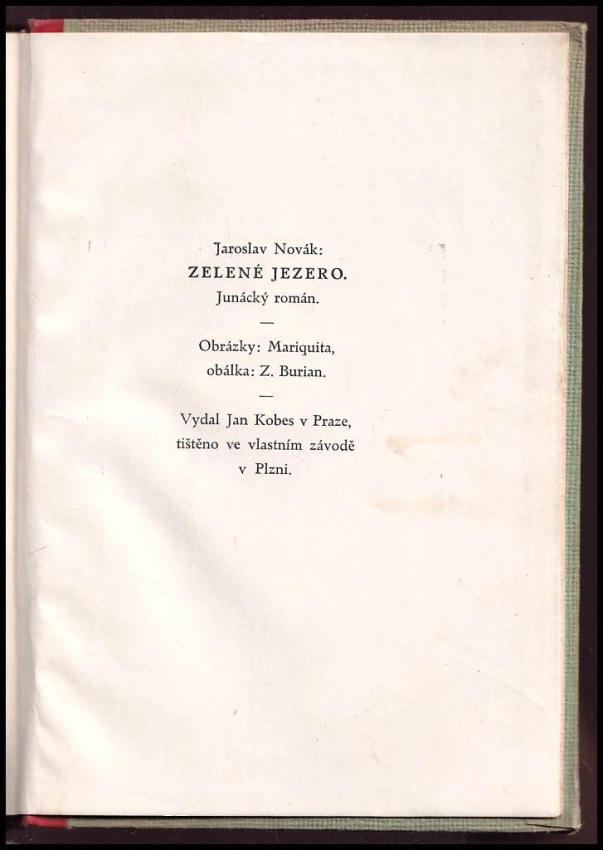 Jaroslav Novák:
ZELENÉ JEZERO.
Junácký román.
—
Obrázky: Mariquita,
obálka: Z. Burian.
—
Vydal Jan Kobes v Praze,
tištěno ve vlastním závodě
v Plzni.